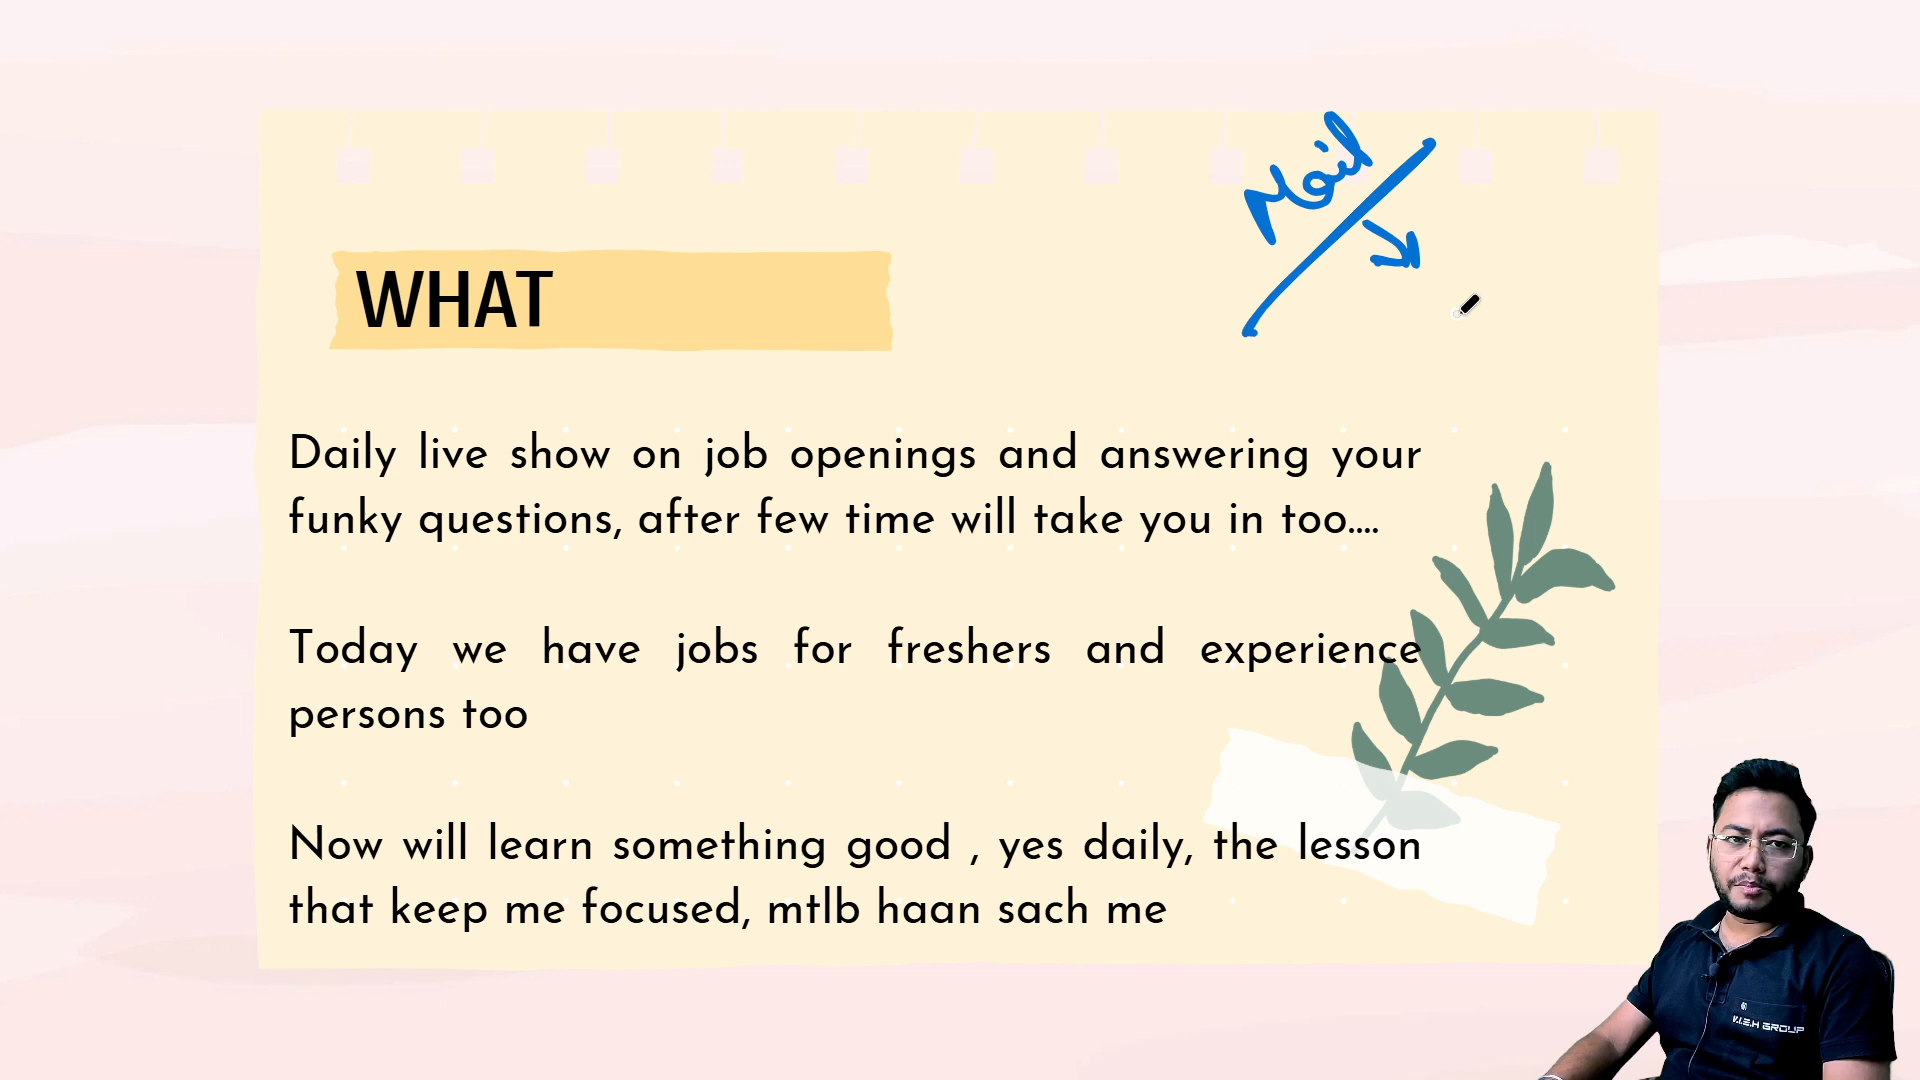 Mail
WHAT
Daily live show on job openings and answering your
funky questions, after few time will take you in too....
Today we have jobs for freshers and experience
persons too
Now will learn something good , yes daily, the lesson
that keep me focused, mtlb haan sach me
V.I.E.H GROUP